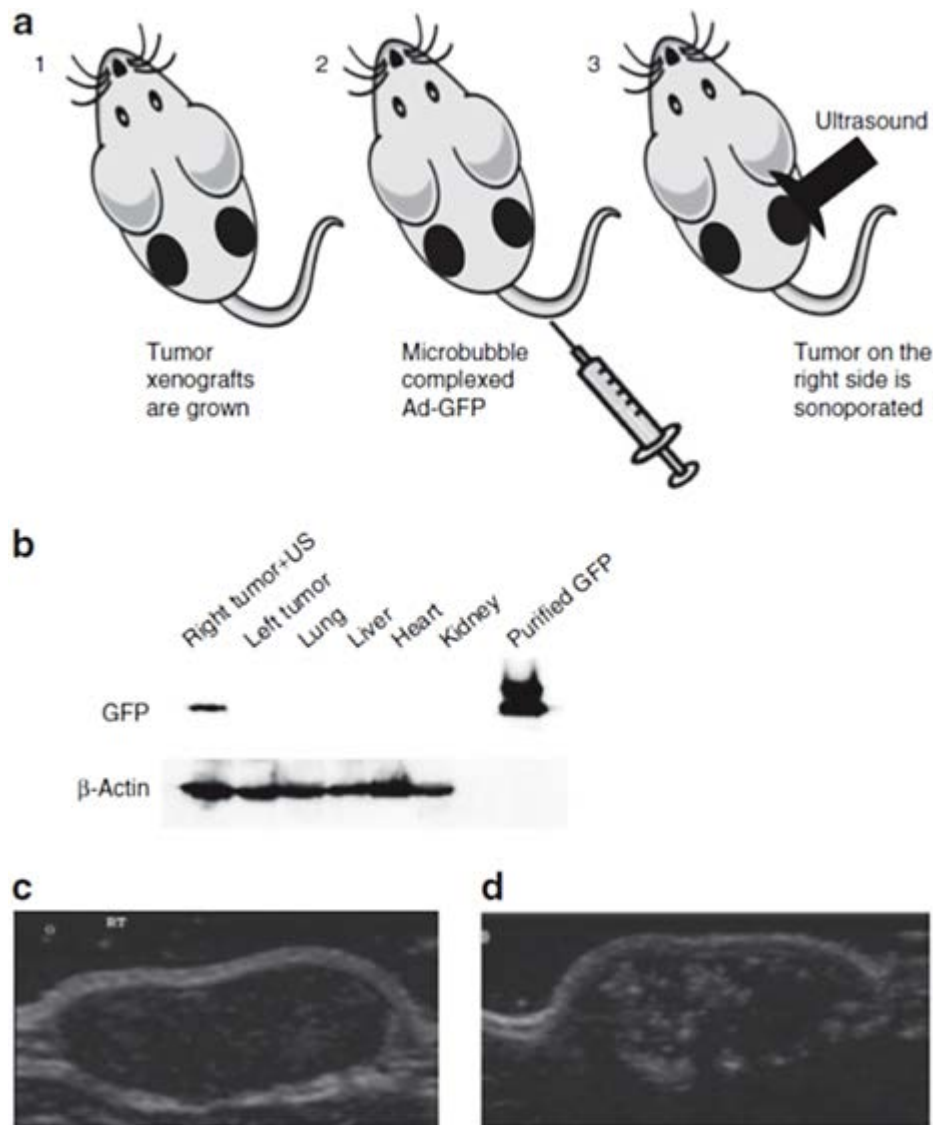 a
1
2
3
Ultrasound
Tumor
xenografts
are grown
Microbubble
complexed
Ad-GFP
Tumor on the
right side is
sonoporated
b
Right tumor+US
Left tumor
Lung
Liver
Heart
Kidney
Purified GFP
GFP
β-Actin
c
d
RT